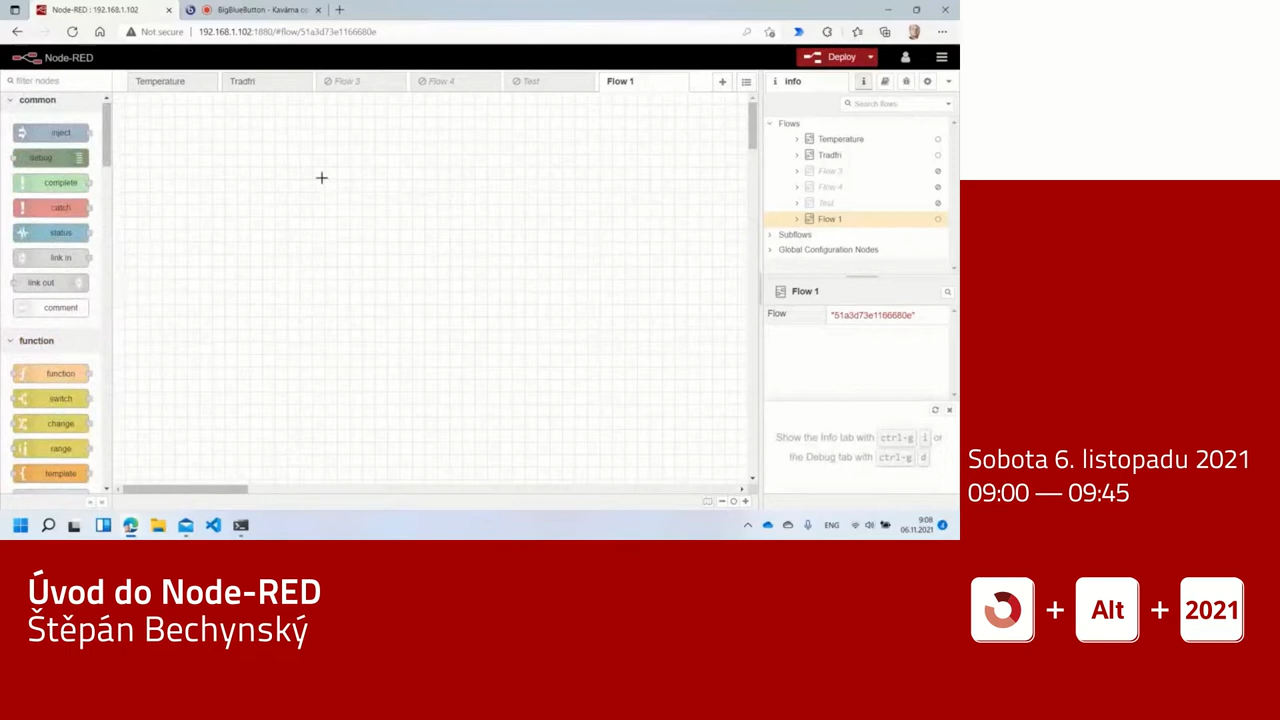 Node-RED : 192.168.1.102
BigBlueButton - Kavárna
Not secure 192.168.1.102:1880/#flow/51a3d73e1166680e
Node-RED
Deploy
filter nodes
Temperature
Tradfri
Flow 3
Flow 4
Test
Flow 1
info
common
inject
debug
complete
catch
status
link in
link out
comment
function
function
switch
change
range
template
Search flows
Flows
Temperature
Tradfri
Flow 3
Flow 4
Test
Flow 1
Subflows
Global Configuration Nodes
Flow 1
Flow "51a3d73e1166680e"
Show the Info tab with ctrl-g i or
the Debug tab with ctrl-g d
ENG
9:08
06.11.2021
4
Sobota 6. listopadu 2021
09:00 — 09:45
Úvod do Node-RED
Štěpán Bechynský
+ Alt + 2021